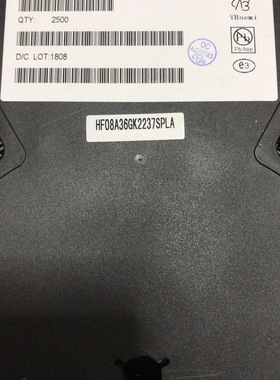 VBsemi
QTY: 2500
Pb-free
D/C LOT:1808
e3
HF08A36GK2237SPLA